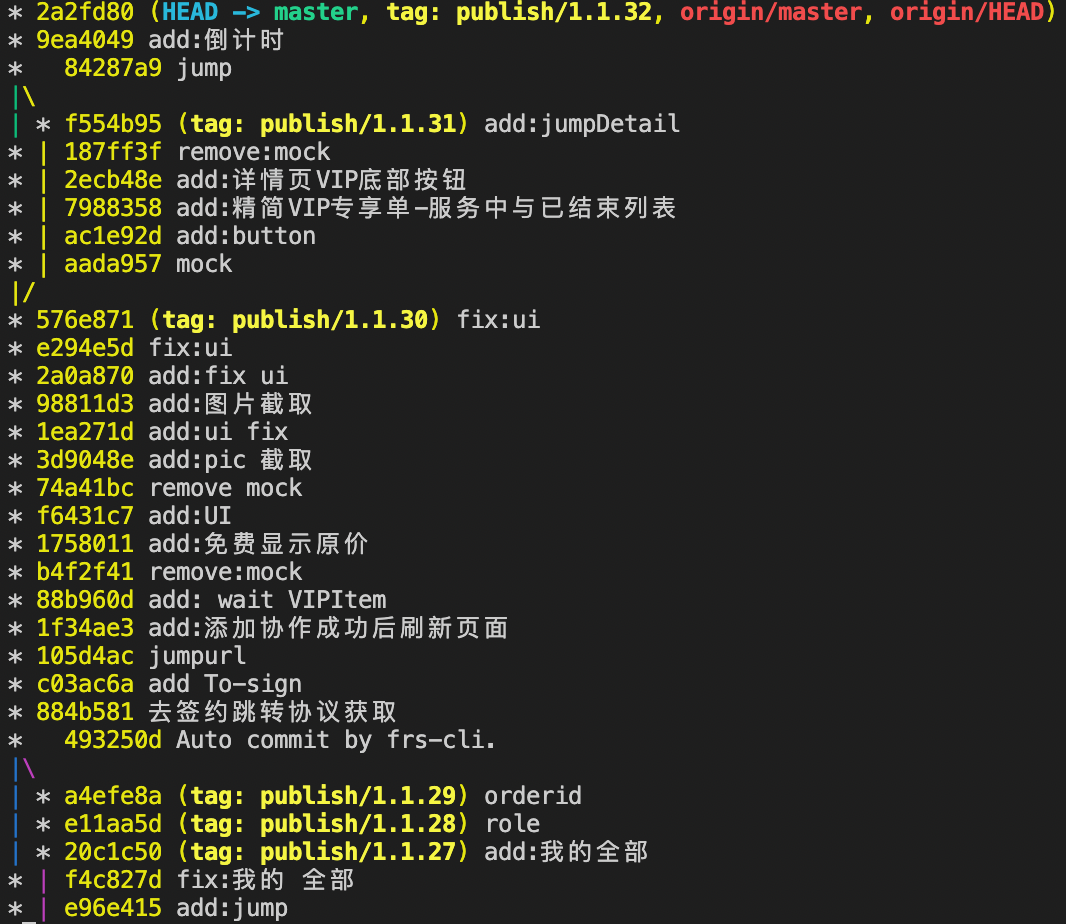 * 2a2fd80 (HEAD -> master, tag: publish/1.1.32, origin/master, origin/HEAD)
* 9ea4049 add:倒计时
*   84287a9 jump
|\
| * f554b95 (tag: publish/1.1.31) add:jumpDetail
* | 187ff3f remove:mock
* | 2ecb48e add:详情页VIP底部按钮
* | 7988358 add:精简VIP专享单-服务中与已结束列表
* | ac1e92d add:button
* | aada957 mock
|/
* 576e871 (tag: publish/1.1.30) fix:ui
* e294e5d fix:ui
* 2a0a870 add:fix ui
* 98811d3 add:图片截取
* 1ea271d add:ui fix
* 3d9048e add:pic 截取
* 74a41bc remove mock
* f6431c7 add:UI
* 1758011 add:免费显示原价
* b4f2f41 remove:mock
* 88b960d add: wait VIPItem
* 1f34ae3 add:添加协作成功后刷新页面
* 105d4ac jumpurl
* c03ac6a add To-sign
* 884b581 去签约跳转协议获取
*   493250d Auto commit by frs-cli.
|\
| * a4efe8a (tag: publish/1.1.29) orderid
| * e11aa5d (tag: publish/1.1.28) role
| * 20c1c50 (tag: publish/1.1.27) add:我的全部
* | f4c827d fix:我的 全部
* | e96e415 add:jump